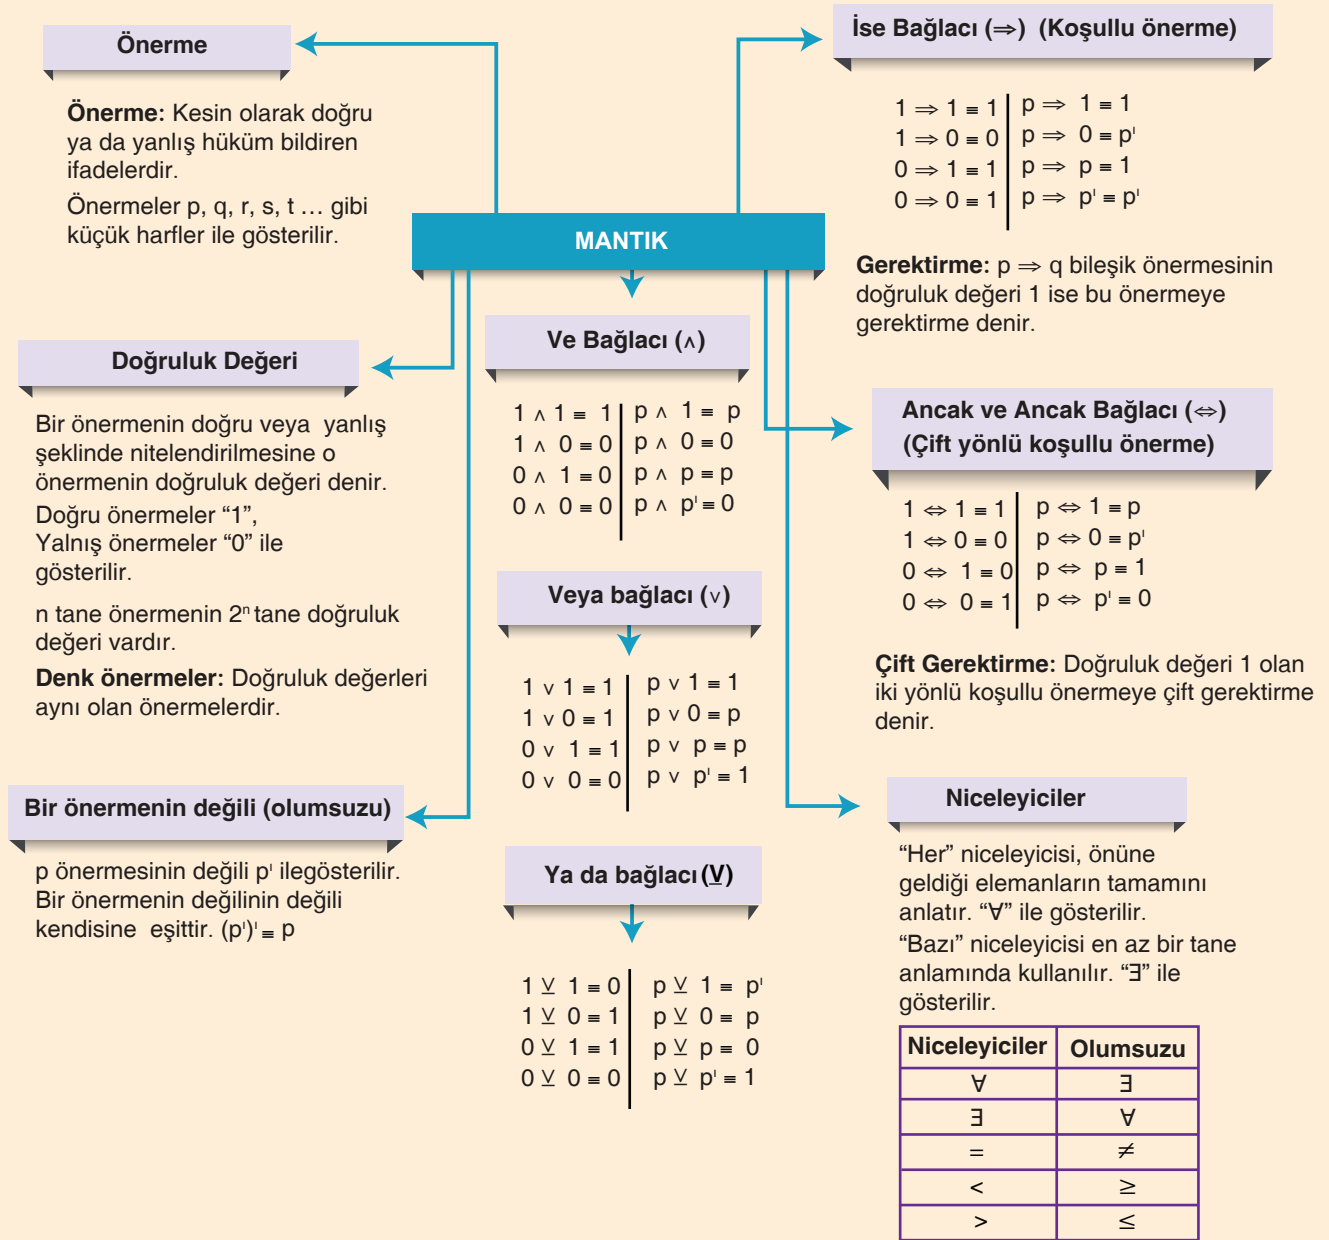 Önerme
Önerme: Kesin olarak doğru
ya da yanlış hüküm bildiren
ifadelerdir.
Önermeler p, q, r, s, t … gibi
küçük harfler ile gösterilir.
İse Bağlacı (⇒) (Koşullu önerme)
1 ⇒ 1 ≡ 1 p ⇒ 1 ≡ 1
1 ⇒ 0 ≡ 0 p ⇒ 0 ≡ p'
0 ⇒ 1 ≡ 1 p ⇒ p ≡ 1
0 ⇒ 0 ≡ 1 p ⇒ p' ≡ p'
Gerektirme: p ⇒ q bileşik önermesinin
doğruluk değeri 1 ise bu önermeye
gerektirme denir.
MANTIK
Doğruluk Değeri
Bir önermenin doğru veya yanlış
şeklinde nitelendirilmesine o
önermenin doğruluk değeri denir.
Doğru önermeler “1”,
Yalnış önermeler “0” ile
gösterilir.
n tane önermenin 2ⁿ tane doğruluk
değeri vardır.
Denk önermeler: Doğruluk değerleri
aynı olan önermelerdir.
Ve Bağlacı (∧)
1 ∧ 1 ≡ 1 p ∧ 1 ≡ p
1 ∧ 0 ≡ 0 p ∧ 0 ≡ 0
0 ∧ 1 ≡ 0 p ∧ p ≡ p
0 ∧ 0 ≡ 0 p ∧ p' ≡ 0
Ancak ve Ancak Bağlacı (⇔)
(Çift yönlü koşullu önerme)
1 ⇔ 1 ≡ 1 p ⇔ 1 ≡ p
1 ⇔ 0 ≡ 0 p ⇔ 0 ≡ p'
0 ⇔ 1 ≡ 0 p ⇔ p ≡ 1
0 ⇔ 0 ≡ 1 p ⇔ p' ≡ 0
Çift Gerektirme: Doğruluk değeri 1 olan
iki yönlü koşullu önermeye çift gerektirme
denir.
Veya bağlacı (∨)
1 ∨ 1 ≡ 1 p ∨ 1 ≡ 1
1 ∨ 0 ≡ 1 p ∨ 0 ≡ p
0 ∨ 1 ≡ 1 p ∨ p ≡ p
0 ∨ 0 ≡ 0 p ∨ p' ≡ 1
Bir önermenin değili (olumsuzu)
p önermesinin değili p' ilegösterilir.
Bir önermenin değilinin değili
kendisine eşittir. (p')' ≡ p
Ya da bağlacı (⊻)
1 ⊻ 1 ≡ 0 p ⊻ 1 ≡ p'
1 ⊻ 0 ≡ 1 p ⊻ 0 ≡ p
0 ⊻ 1 ≡ 1 p ⊻ p ≡ 0
0 ⊻ 0 ≡ 0 p ⊻ p' ≡ 1
Niceleyiciler
“Her” niceleyicisi, önüne
geldiği elemanların tamamını
anlatır. “∀” ile gösterilir.
“Bazı” niceleyicisi en az bir tane
anlamında kullanılır. “∃” ile
gösterilir.
Niceleyiciler Olumsuzu
∀ ∃
∃ ∀
= ≠
< ≥
> ≤